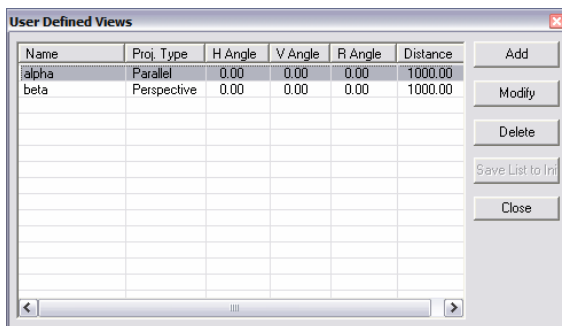 User Defined Views
Name Proj. Type H Angle V Angle R Angle Distance
alpha Parallel 0.00 0.00 0.00 1000.00
beta Perspective 0.00 0.00 0.00 1000.00
Add
Modify
Delete
Save List to Ini
Close